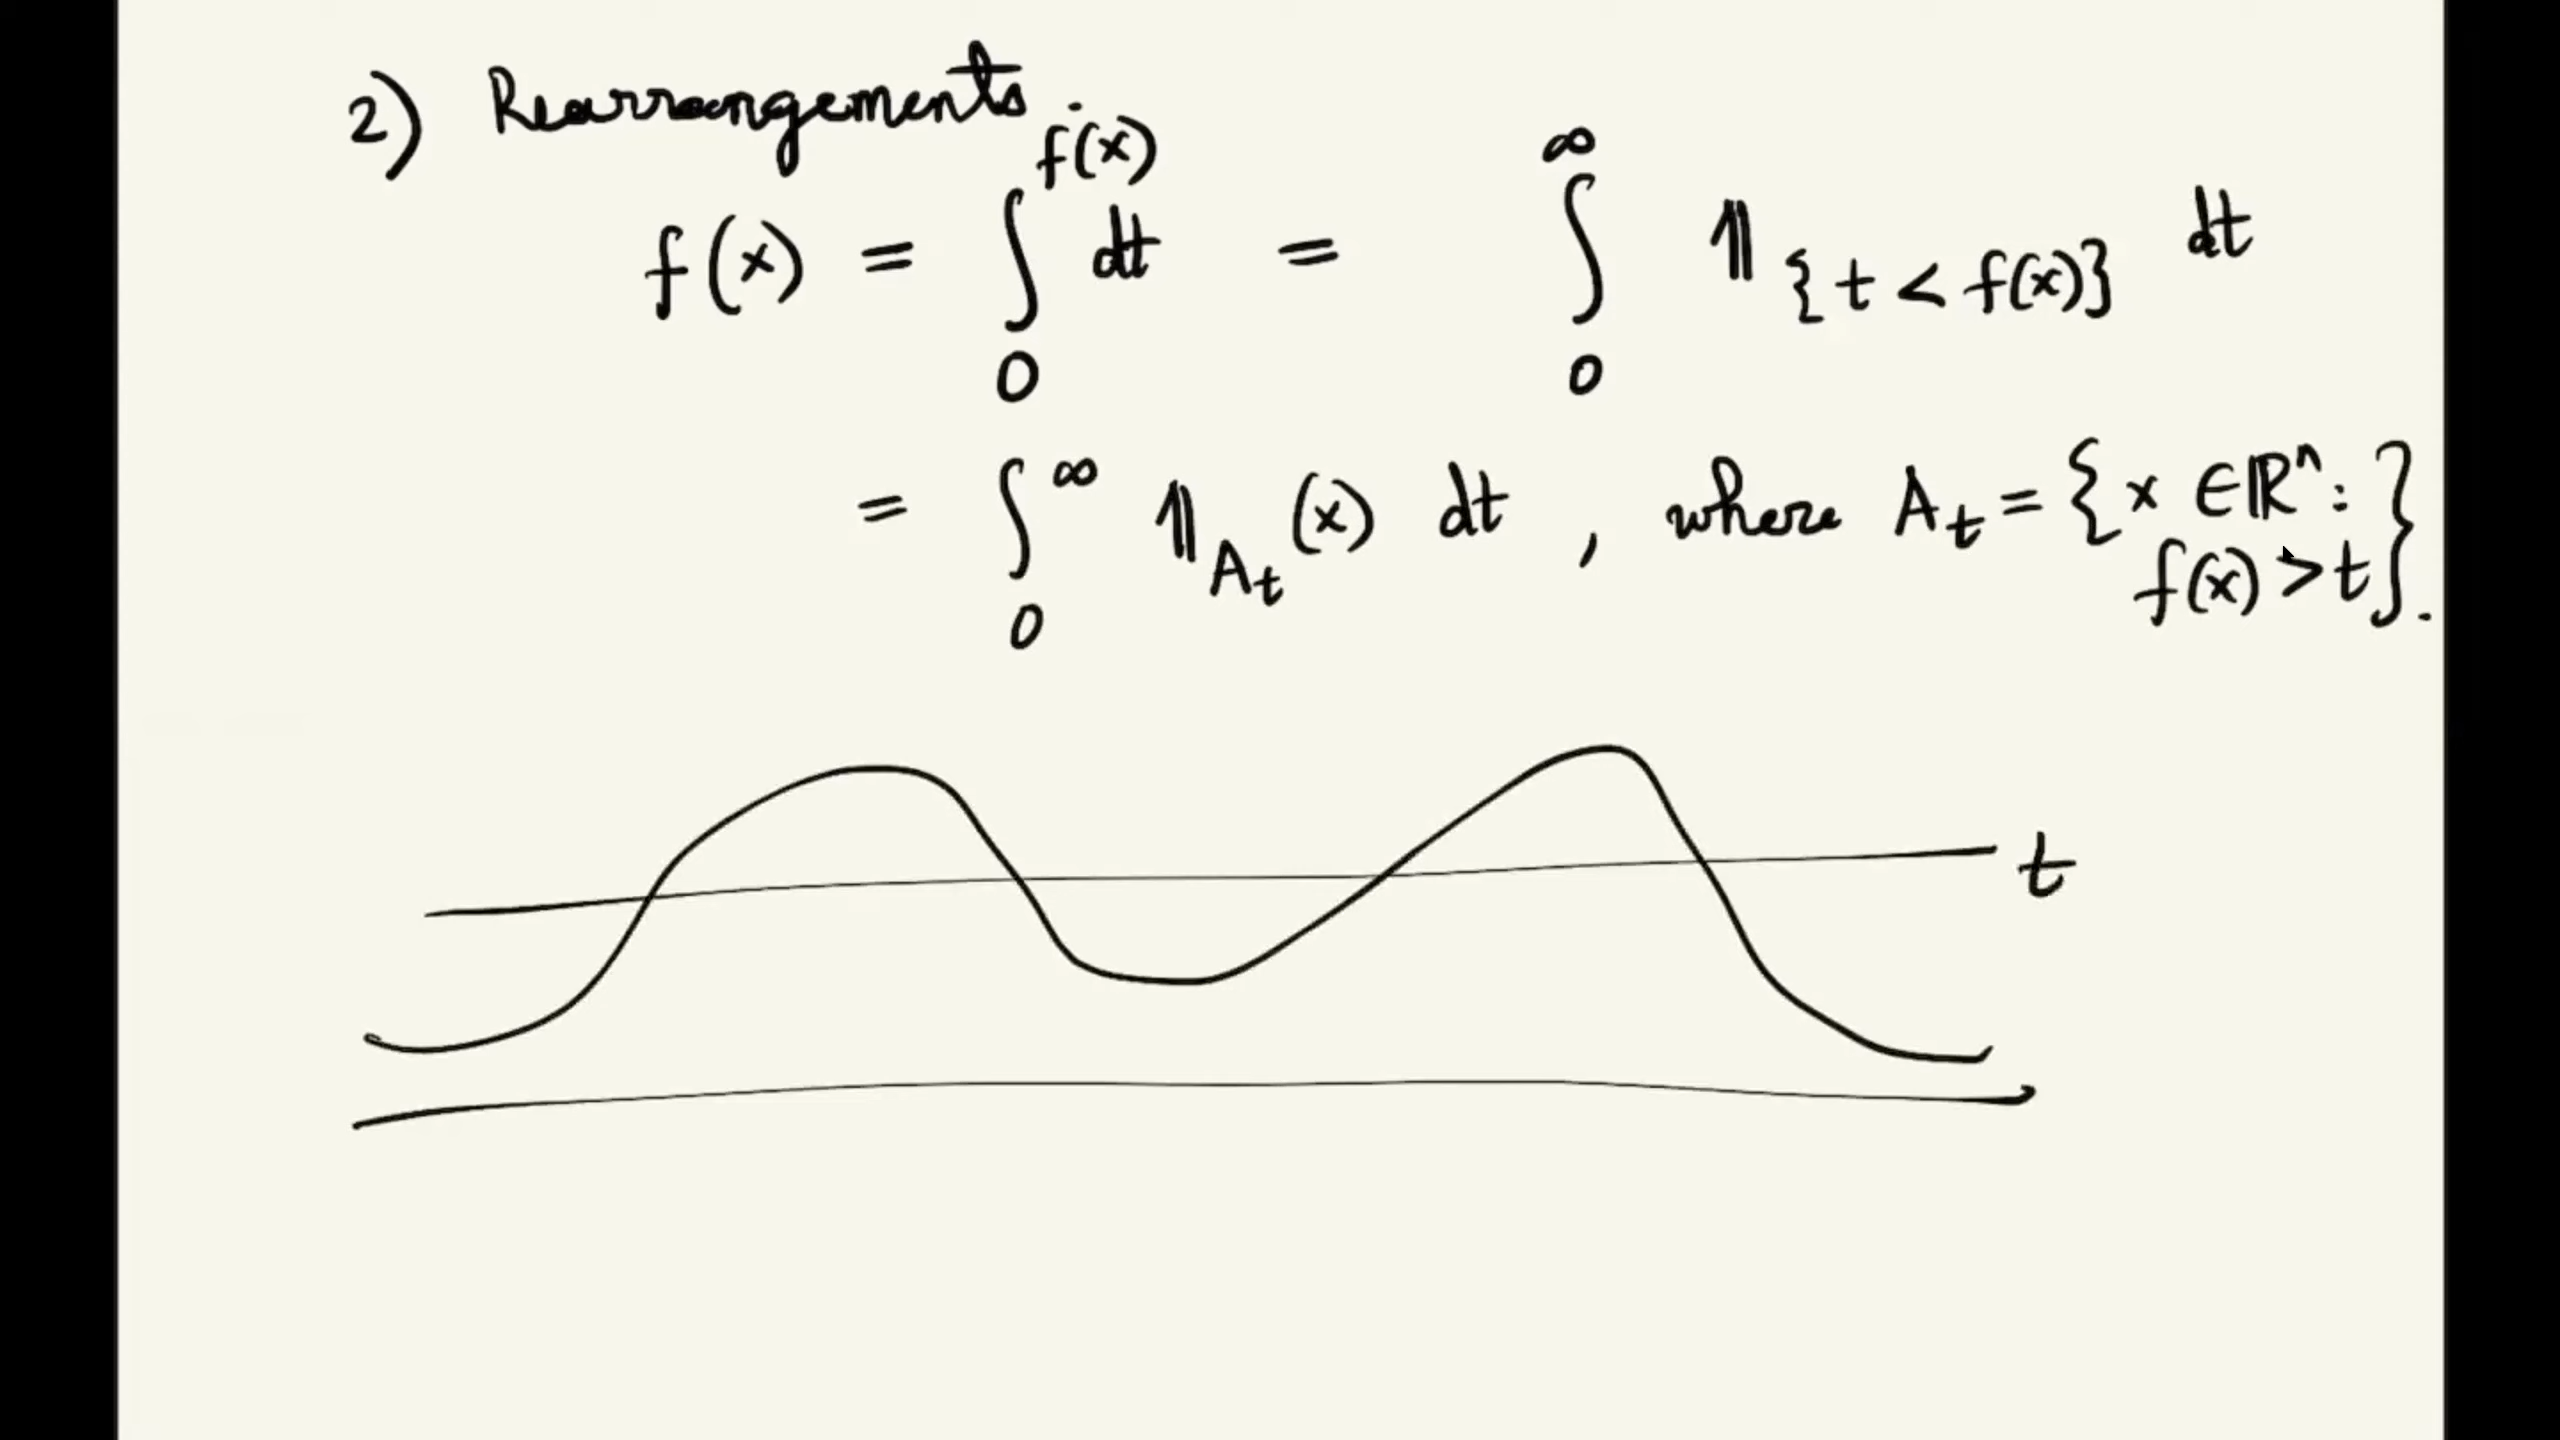 2) Rearrangements.
f(x) = ∫_0^{f(x)} dt = ∫_0^∞ 𝟙_{{t < f(x)}} dt
= ∫_0^∞ 𝟙_{A_t}(x) dt , where A_t = {x ∈ ℝ^n : f(x) > t}.
t